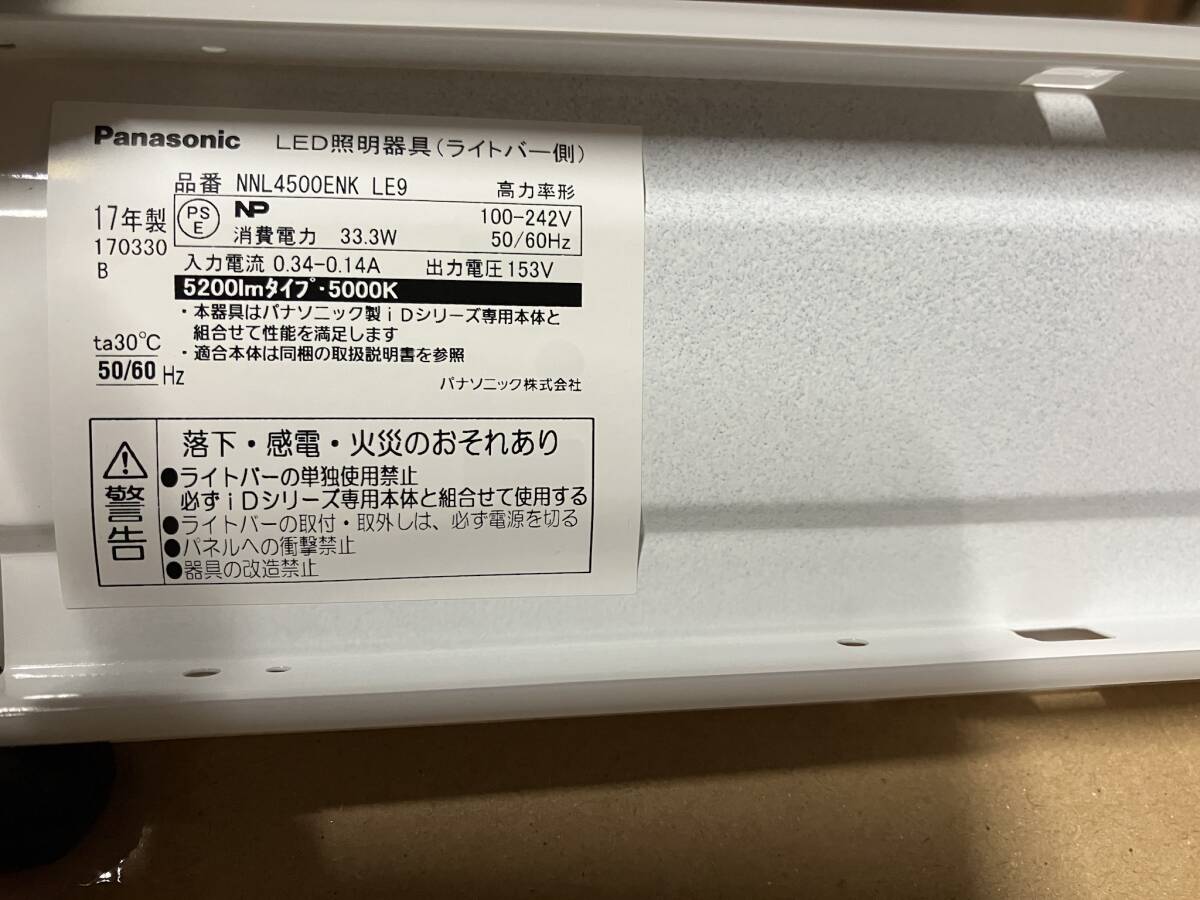 Panasonic LED照明器具(ライトバー側)
品番 NNL4500ENK LE9 高力率形
17年製
170330
B
PS
E
NP 100-242V
消費電力 33.3W 50/60Hz
入力電流 0.34-0.14A 出力電圧153V
5200lmタイプ・5000K
・本器具はパナソニック製iDシリーズ専用本体と
組合せて性能を満足します
・適合本体は同梱の取扱説明書を参照
ta30℃
50/60 Hz
パナソニック株式会社
警告
落下・感電・火災のおそれあり
●ライトバーの単独使用禁止
必ずiDシリーズ専用本体と組合せて使用する
●ライトバーの取付・取外しは、必ず電源を切る
●パネルへの衝撃禁止
●器具の改造禁止